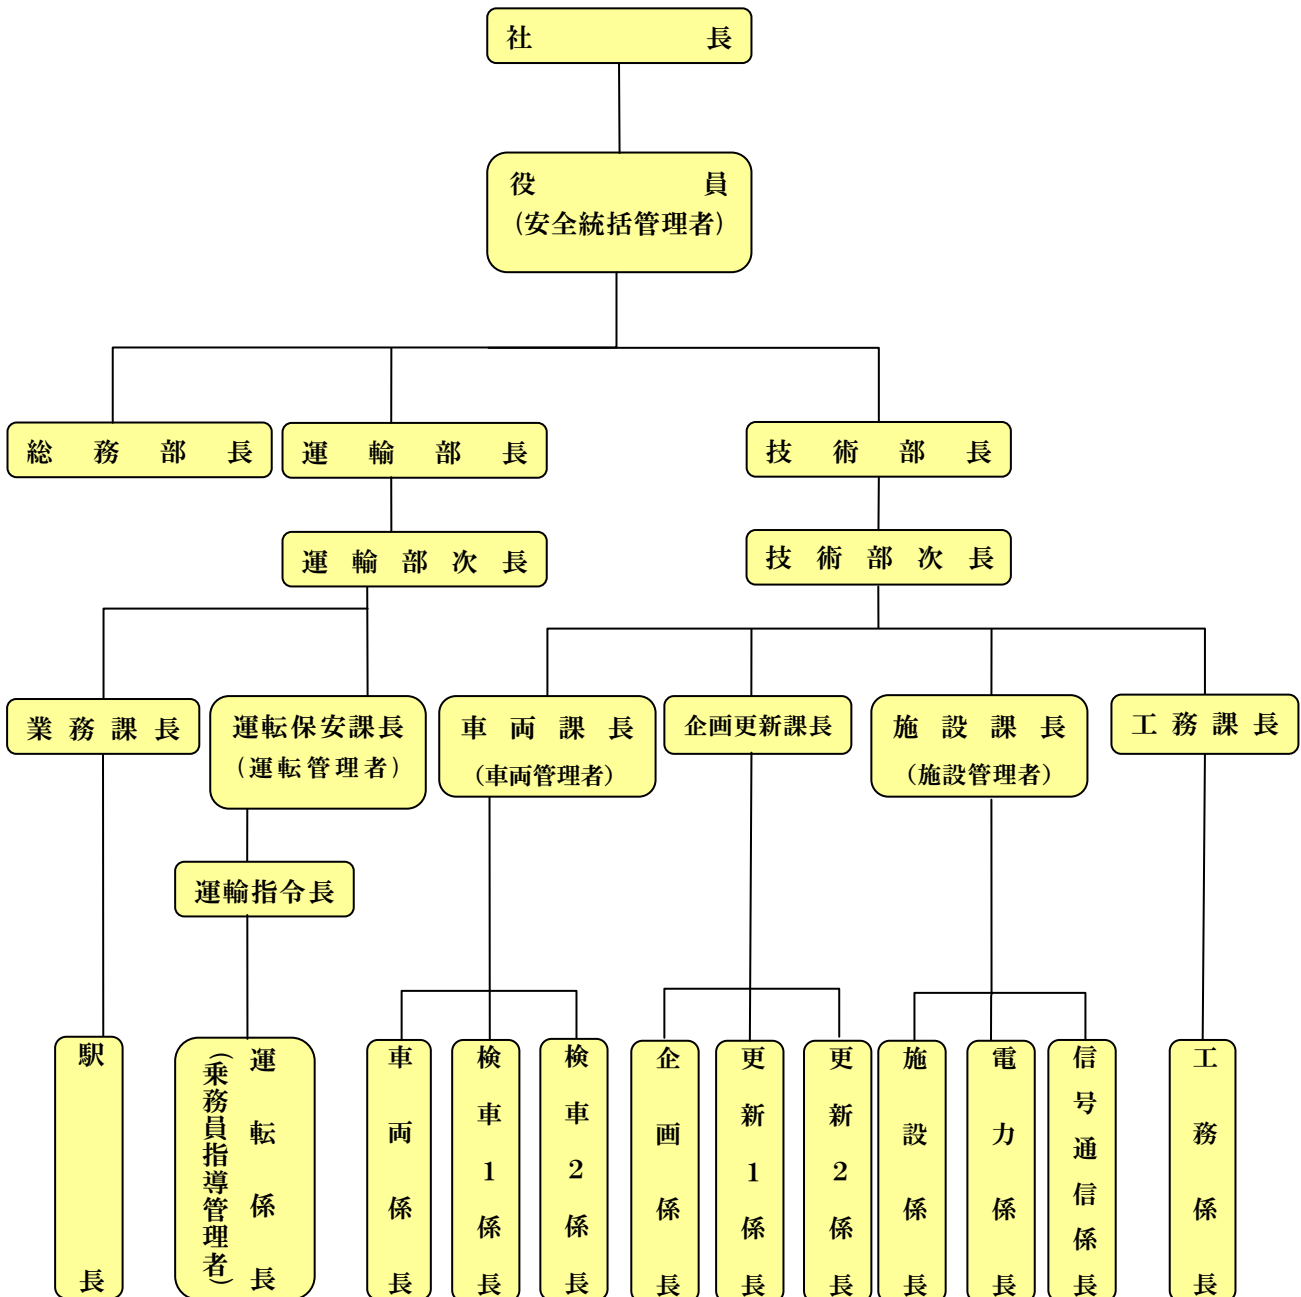 社長
役員
（安全統括管理者）
総務部長
運輸部長
技術部長
運輸部次長
技術部次長
業務課長
運転保安課長
（運転管理者）
車両課長
（車両管理者）
企画更新課長
施設課長
（施設管理者）
工務課長
運輸指令長
駅長
運転係長
（乗務員指導管理者）
車両係長
検車1係長
検車2係長
企画係長
更新1係長
更新2係長
施設係長
電力係長
信号通信係長
工務係長